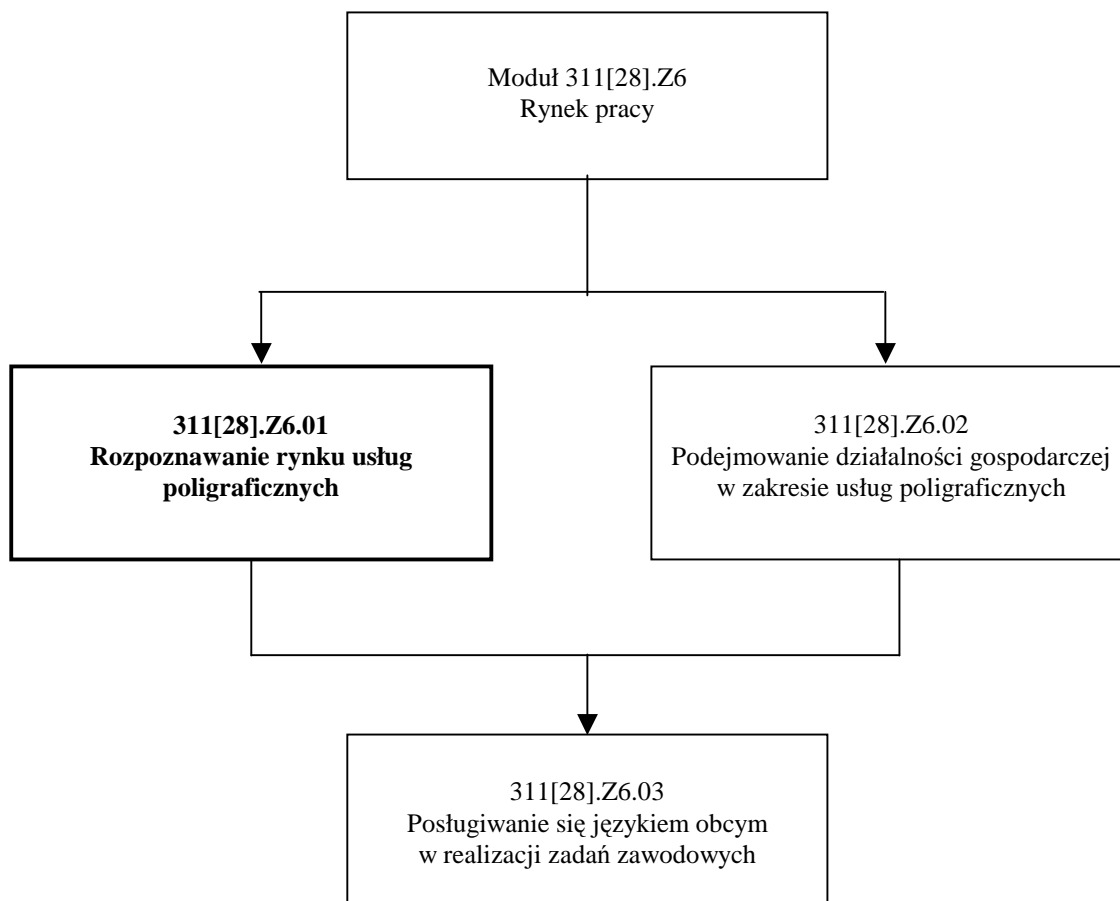 Moduł 311[28].Z6
Rynek pracy
311[28].Z6.01
Rozpoznawanie rynku usług
poligraficznych
311[28].Z6.02
Podejmowanie działalności gospodarczej
w zakresie usług poligraficznych
311[28].Z6.03
Posługiwanie się językiem obcym
w realizacji zadań zawodowych